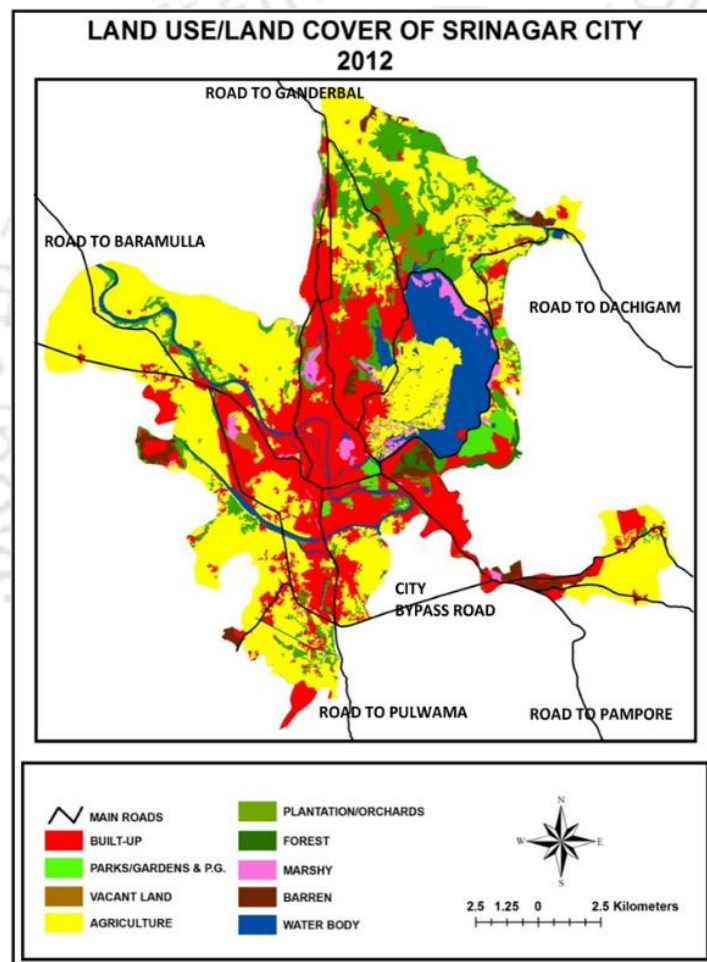 LAND USE/LAND COVER OF SRINAGAR CITY
2012
ROAD TO GANDERBAL
ROAD TO BARAMULLA
ROAD TO DACHIGAM
CITY
BYPASS ROAD
ROAD TO PULWAMA
ROAD TO PAMPORE
MAIN ROADS
BUILT-UP
PARKS/GARDENS & P.G.
VACANT LAND
AGRICULTURE
PLANTATION/ORCHARDS
FOREST
MARSHY
BARREN
WATER BODY
N
W E
S
2.5 1.25 0 2.5 Kilometers